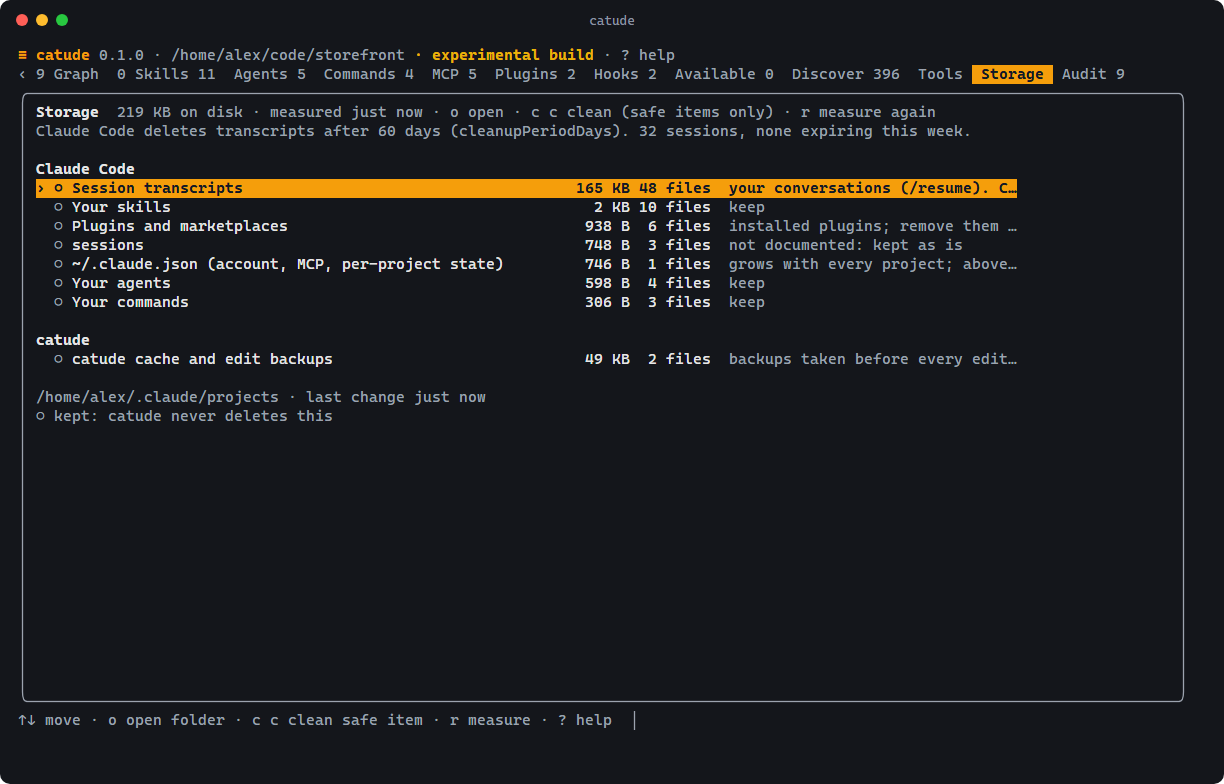 catude
≡ catude 0.1.0 · /home/alex/code/storefront · experimental build · ? help
‹ 9 Graph  0 Skills 11  Agents 5  Commands 4  MCP 5  Plugins 2  Hooks 2  Available 0  Discover 396  Tools  Storage  Audit 9
Storage  219 KB on disk · measured just now · o open · c c clean (safe items only) · r measure again
Claude Code deletes transcripts after 60 days (cleanupPeriodDays). 32 sessions, none expiring this week.
Claude Code
› ○ Session transcripts  165 KB 48 files  your conversations (/resume). C…
○ Your skills  2 KB 10 files  keep
○ Plugins and marketplaces  938 B  6 files  installed plugins; remove them …
○ sessions  748 B  3 files  not documented: kept as is
○ ~/.claude.json (account, MCP, per-project state)  746 B  1 files  grows with every project; above…
○ Your agents  598 B  4 files  keep
○ Your commands  306 B  3 files  keep
catude
○ catude cache and edit backups  49 KB  2 files  backups taken before every edit…
/home/alex/.claude/projects · last change just now
○ kept: catude never deletes this
↑↓ move · o open folder · c c clean safe item · r measure · ? help